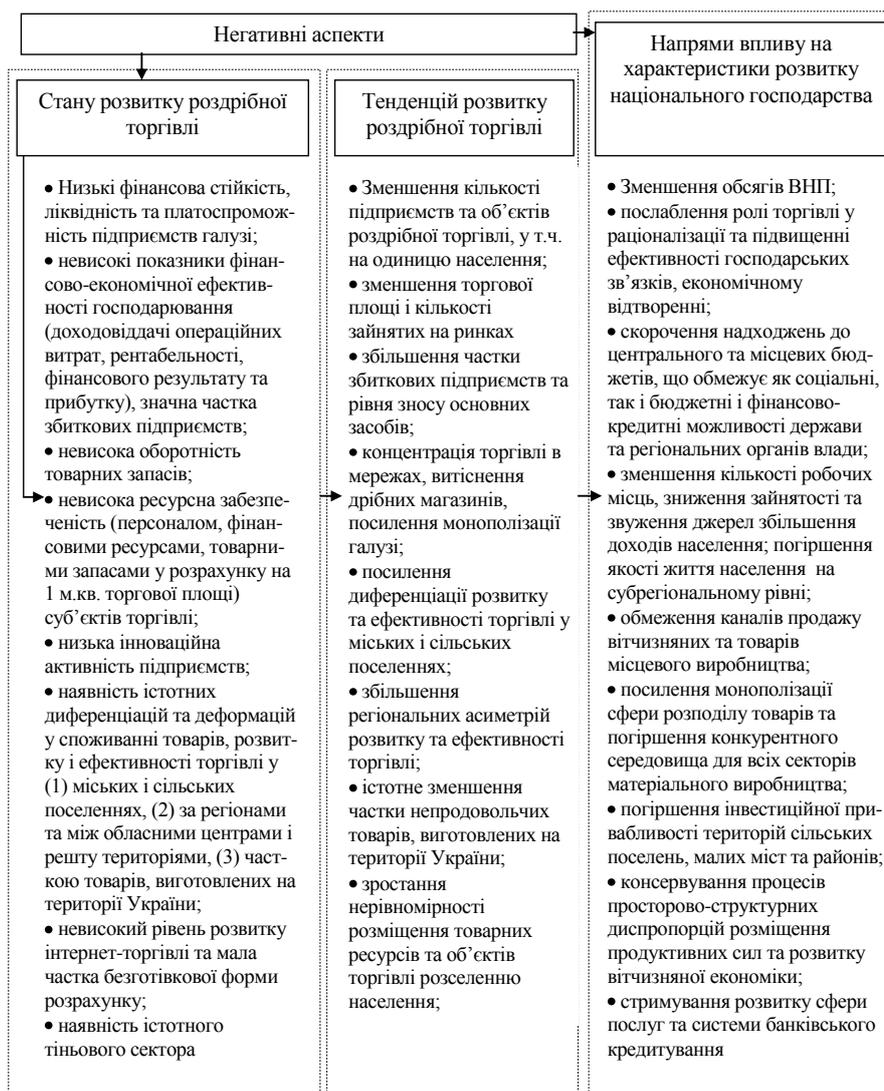 Негативні аспекти
Напрями впливу на
характеристики розвитку
національного господарства
Стану розвитку роздрібної
торгівлі
Тенденцій розвитку
роздрібної торгівлі
• Низькі фінансова стійкість,
ліквідність та платоспромож-
ність підприємств галузі;
• невисокі показники фінан-
сово-економічної ефектив-
ності господарювання
(доходовіддачі операційних
витрат, рентабельності,
фінансового результату та
прибутку), значна частка
збиткових підприємств;
• невисока оборотність
товарних запасів;
• невисока ресурсна забезпе-
ченість (персоналом, фінан-
совими ресурсами, товарни-
ми запасами у розрахунку на
1 м.кв. торгової площі)
суб’єктів торгівлі;
• низька інноваційна
активність підприємств;
• наявність істотних
диференціацій та деформацій
у споживанні товарів, розвит-
ку і ефективності торгівлі у
(1) міських і сільських
поселеннях, (2) за регіонами
та між обласними центрами і
решту територіями, (3) част-
кою товарів, виготовлених на
території України;
• невисокий рівень розвитку
інтернет-торгівлі та мала
частка безготівкової форми
розрахунку;
• наявність істотного
тіньового сектора
• Зменшення кількості
підприємств та об’єктів
роздрібної торгівлі, у т.ч.
на одиницю населення;
• зменшення торгової
площі і кількості
зайнятих на ринках
• збільшення частки
збиткових підприємств та
рівня зносу основних
засобів;
• концентрація торгівлі в
мережах, витіснення
дрібних магазинів,
посилення монополізації
галузі;
• посилення
диференціації розвитку
та ефективності торгівлі у
міських і сільських
поселеннях;
• збільшення
регіональних асиметрій
розвитку та ефективності
торгівлі;
• істотне зменшення
частки непродовольчих
товарів, виготовлених на
території України;
• зростання
нерівномірності
розміщення товарних
ресурсів та об’єктів
торгівлі розселенню
населення;
• Зменшення обсягів ВНП;
• послаблення ролі торгівлі у
раціоналізації та підвищенні
ефективності господарських
зв’язків, економічному
відтворенні;
• скорочення надходжень до
центрального та місцевих бюд-
жетів, що обмежує як соціальні,
так і бюджетні і фінансово-
кредитні можливості держави
та регіональних органів влади;
• зменшення кількості робочих
місць, зниження зайнятості та
звуження джерел збільшення
доходів населення; погіршення
якості життя населення на
субрегіональному рівні;
• обмеження каналів продажу
вітчизняних та товарів
місцевого виробництва;
• посилення монополізації
сфери розподілу товарів та
погіршення конкурентного
середовища для всіх секторів
матеріального виробництва;
• погіршення інвестиційної при-
вабливості територій сільських
поселень, малих міст та районів;
• консервування процесів
просторово-структурних
диспропорцій розміщення
продуктивних сил та розвитку
вітчизняної економіки;
• стримування розвитку сфери
послуг та системи банківського
кредитування